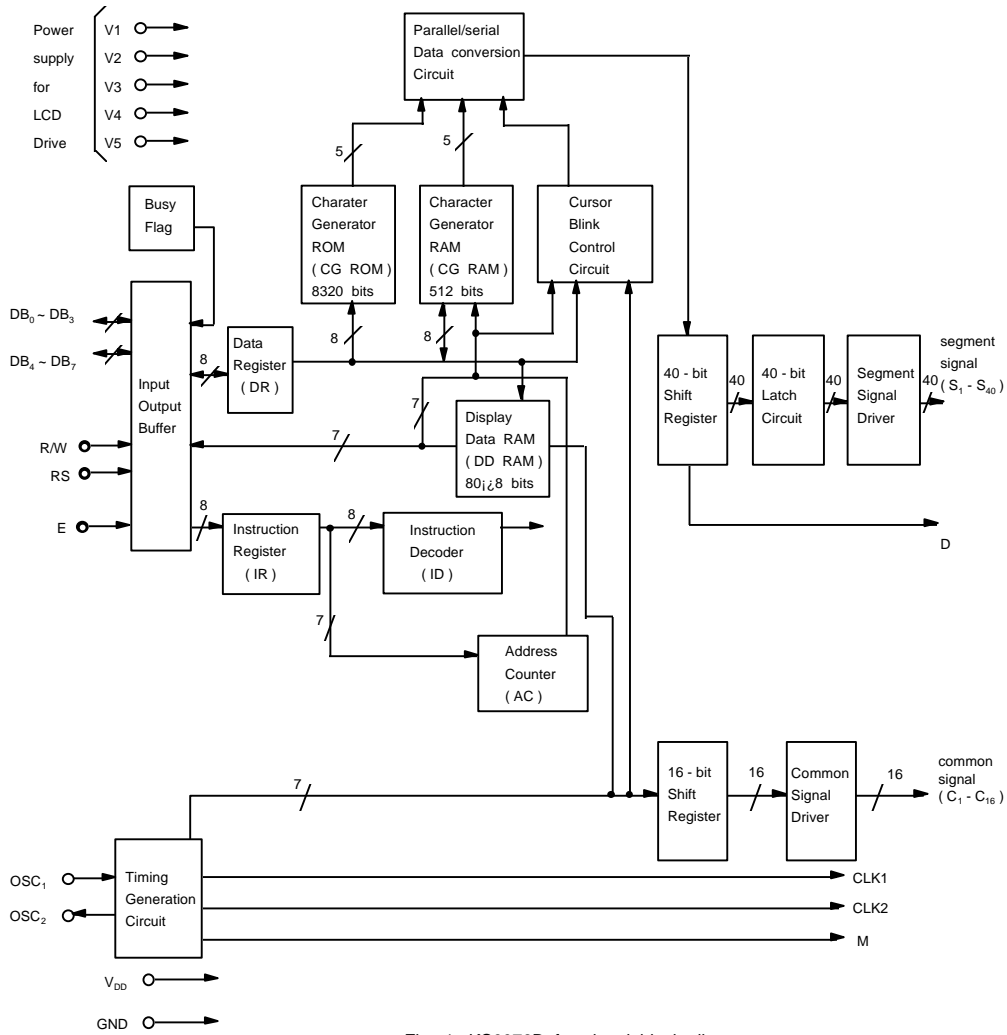 Power
supply
for
LCD
Drive
V1
V2
V3
V4
V5
Parallel/serial
Data conversion
Circuit
5
5
Busy
Flag
Charater
Generator
ROM
( CG ROM )
8320 bits
Character
Generator
RAM
( CG RAM )
512 bits
Cursor
Blink
Control
Circuit
DB0 ~ DB3
DB4 ~ DB7
R/W
RS
E
Input
Output
Buffer
8
Data
Register
( DR )
8
8
7
7
Display
Data RAM
( DD RAM )
80¡¿8 bits
40 - bit
Shift
Register
40
40 - bit
Latch
Circuit
40
Segment
Signal
Driver
40
segment
signal
( S1 - S40 )
D
8
Instruction
Register
( IR )
8
Instruction
Decoder
( ID )
7
Address
Counter
( AC )
7
16 - bit
Shift
Register
16
Common
Signal
Driver
16
common
signal
( C1 - C16 )
OSC1
OSC2
Timing
Generation
Circuit
CLK1
CLK2
M
VDD
GND